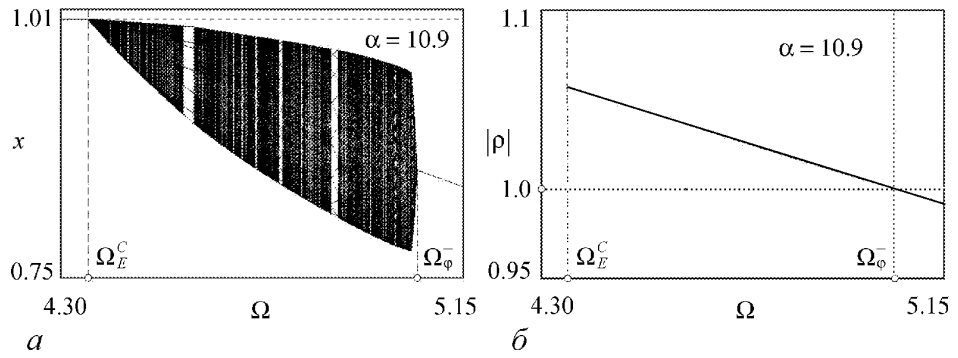 1.01
α = 10.9
x
Ω_E^C
Ω_φ^−
0.75
4.30
Ω
5.15
а
1.1
α = 10.9
|ρ|
1.0
Ω_E^C
Ω_φ^−
0.95
4.30
Ω
5.15
б